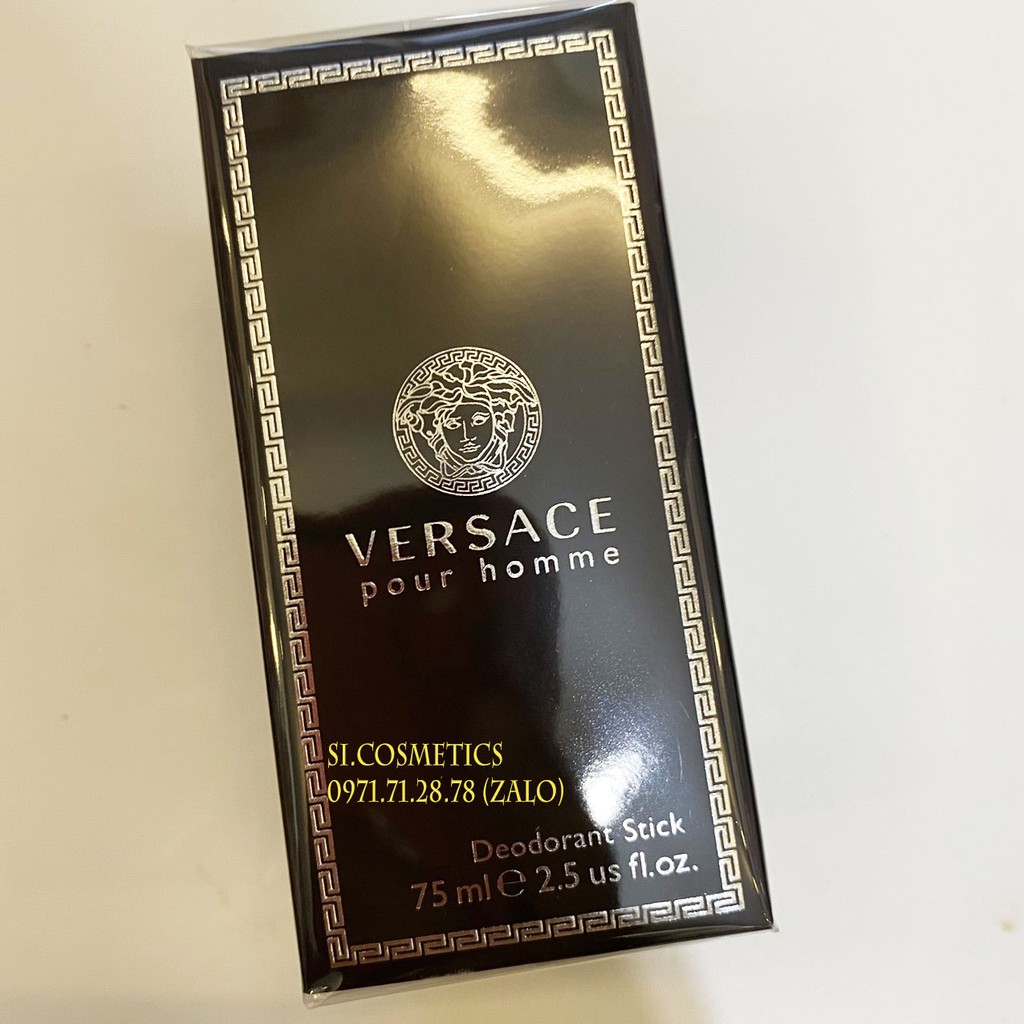 VERSACE
pour homme
SI.COSMETICS
0971.71.28.78 (ZALO)
Deodorant Stick
75 ml ℮ 2.5 us fl.oz.